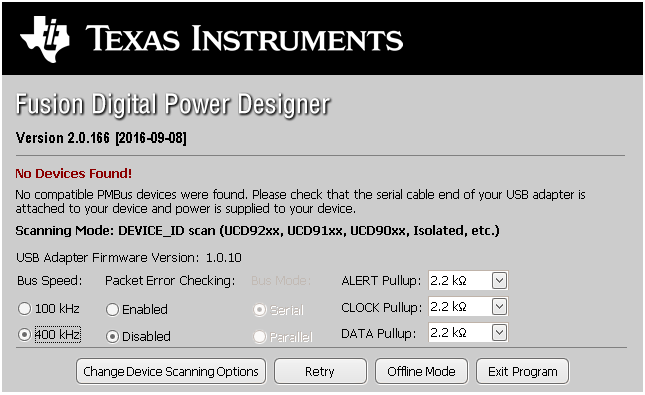 TEXAS INSTRUMENTS
Fusion Digital Power Designer
Version 2.0.166 [2016-09-08]
No Devices Found!
No compatible PMBus devices were found. Please check that the serial cable end of your USB adapter is
attached to your device and power is supplied to your device.
Scanning Mode: DEVICE_ID scan (UCD92xx, UCD91xx, UCD90xx, Isolated, etc.)
USB Adapter Firmware Version: 1.0.10
Bus Speed: Packet Error Checking: Bus Mode: ALERT Pullup: 2.2 kΩ
100 kHz Enabled Serial CLOCK Pullup: 2.2 kΩ
400 kHz Disabled Parallel DATA Pullup: 2.2 kΩ
Change Device Scanning Options Retry Offline Mode Exit Program